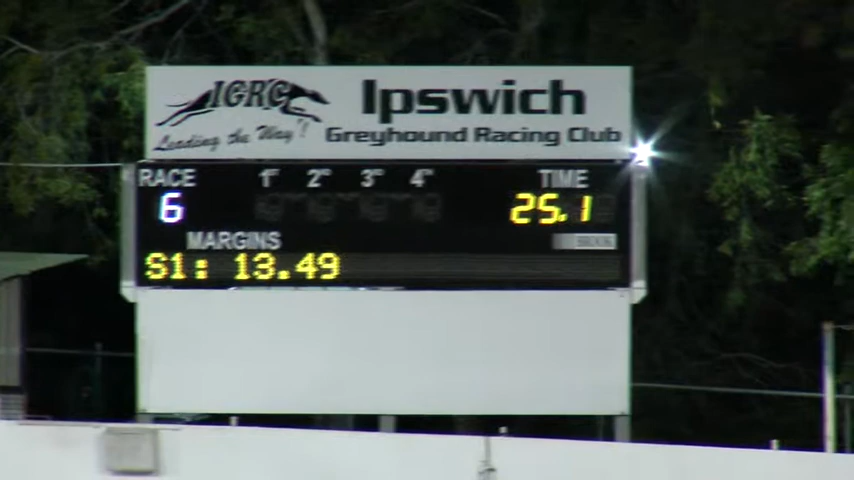 IGRC
Leading the Way!
Ipswich
Greyhound Racing Club
RACE 1st 2nd 3rd 4th TIME
6 25.1
MARGINS
S1: 13.49